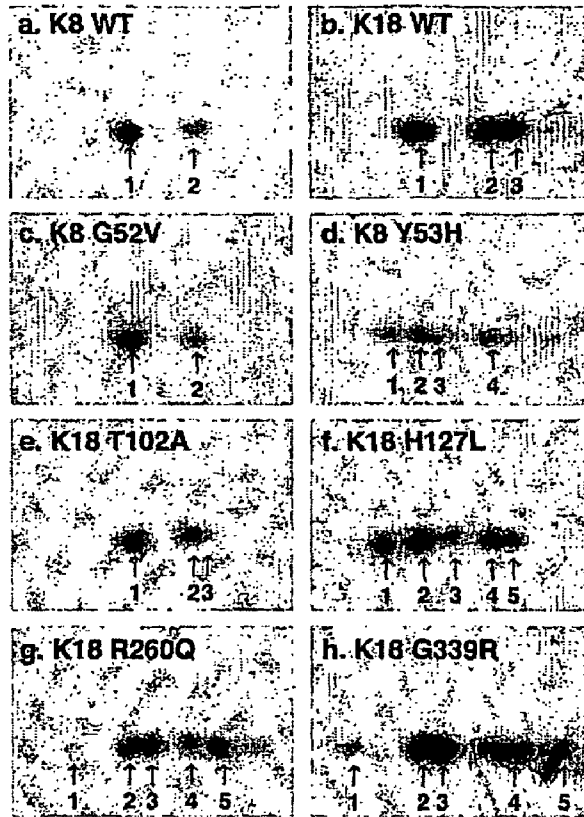 a. K8 WT
b. K18 WT
1 2
1 2 3
c. K8 G52V
d. K8 Y53H
1 2
1 2 3 4
e. K18 T102A
f. K18 H127L
1 23
1 2 3 4 5
g. K18 R260Q
h. K18 G339R
1 2 3 4 5
1 2 3 4 5